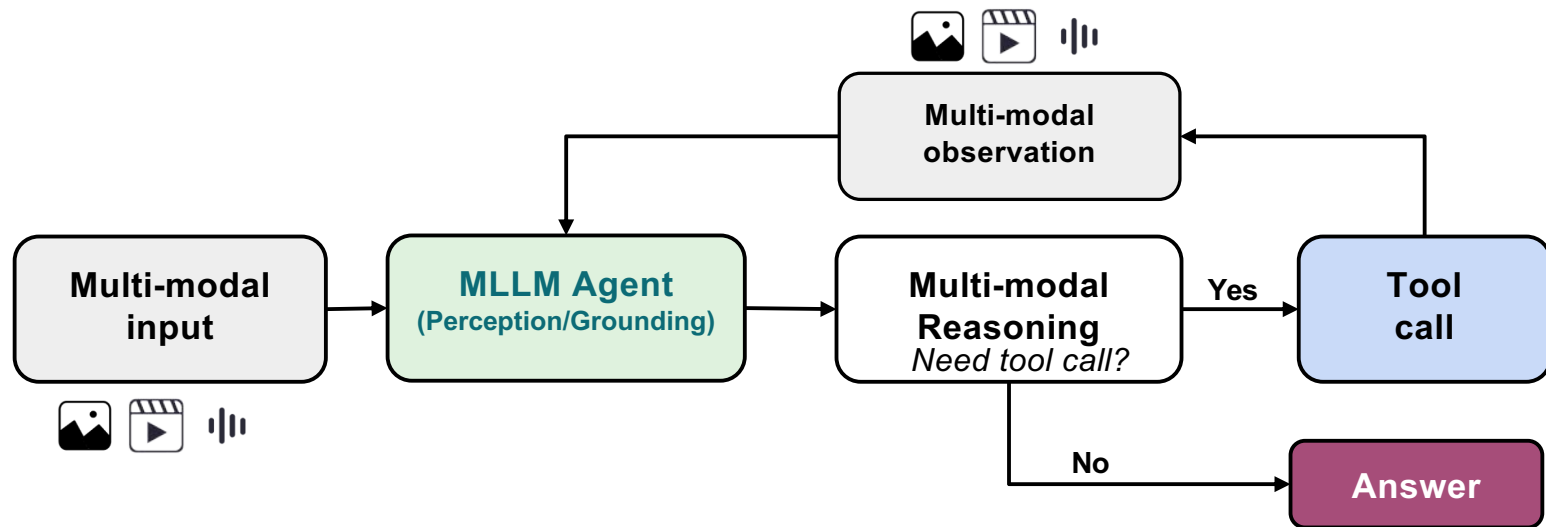 Multi-modal
observation
Multi-modal
input
MLLM Agent
(Perception/Grounding)
Multi-modal
Reasoning
Need tool call?
Yes
Tool
call
No
Answer